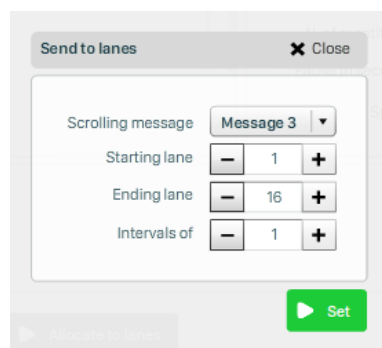 Send to lanes ✖ Close
Scrolling message Message 3
Starting lane − 1 +
Ending lane − 16 +
Intervals of − 1 +
Set
Allocate to lanes